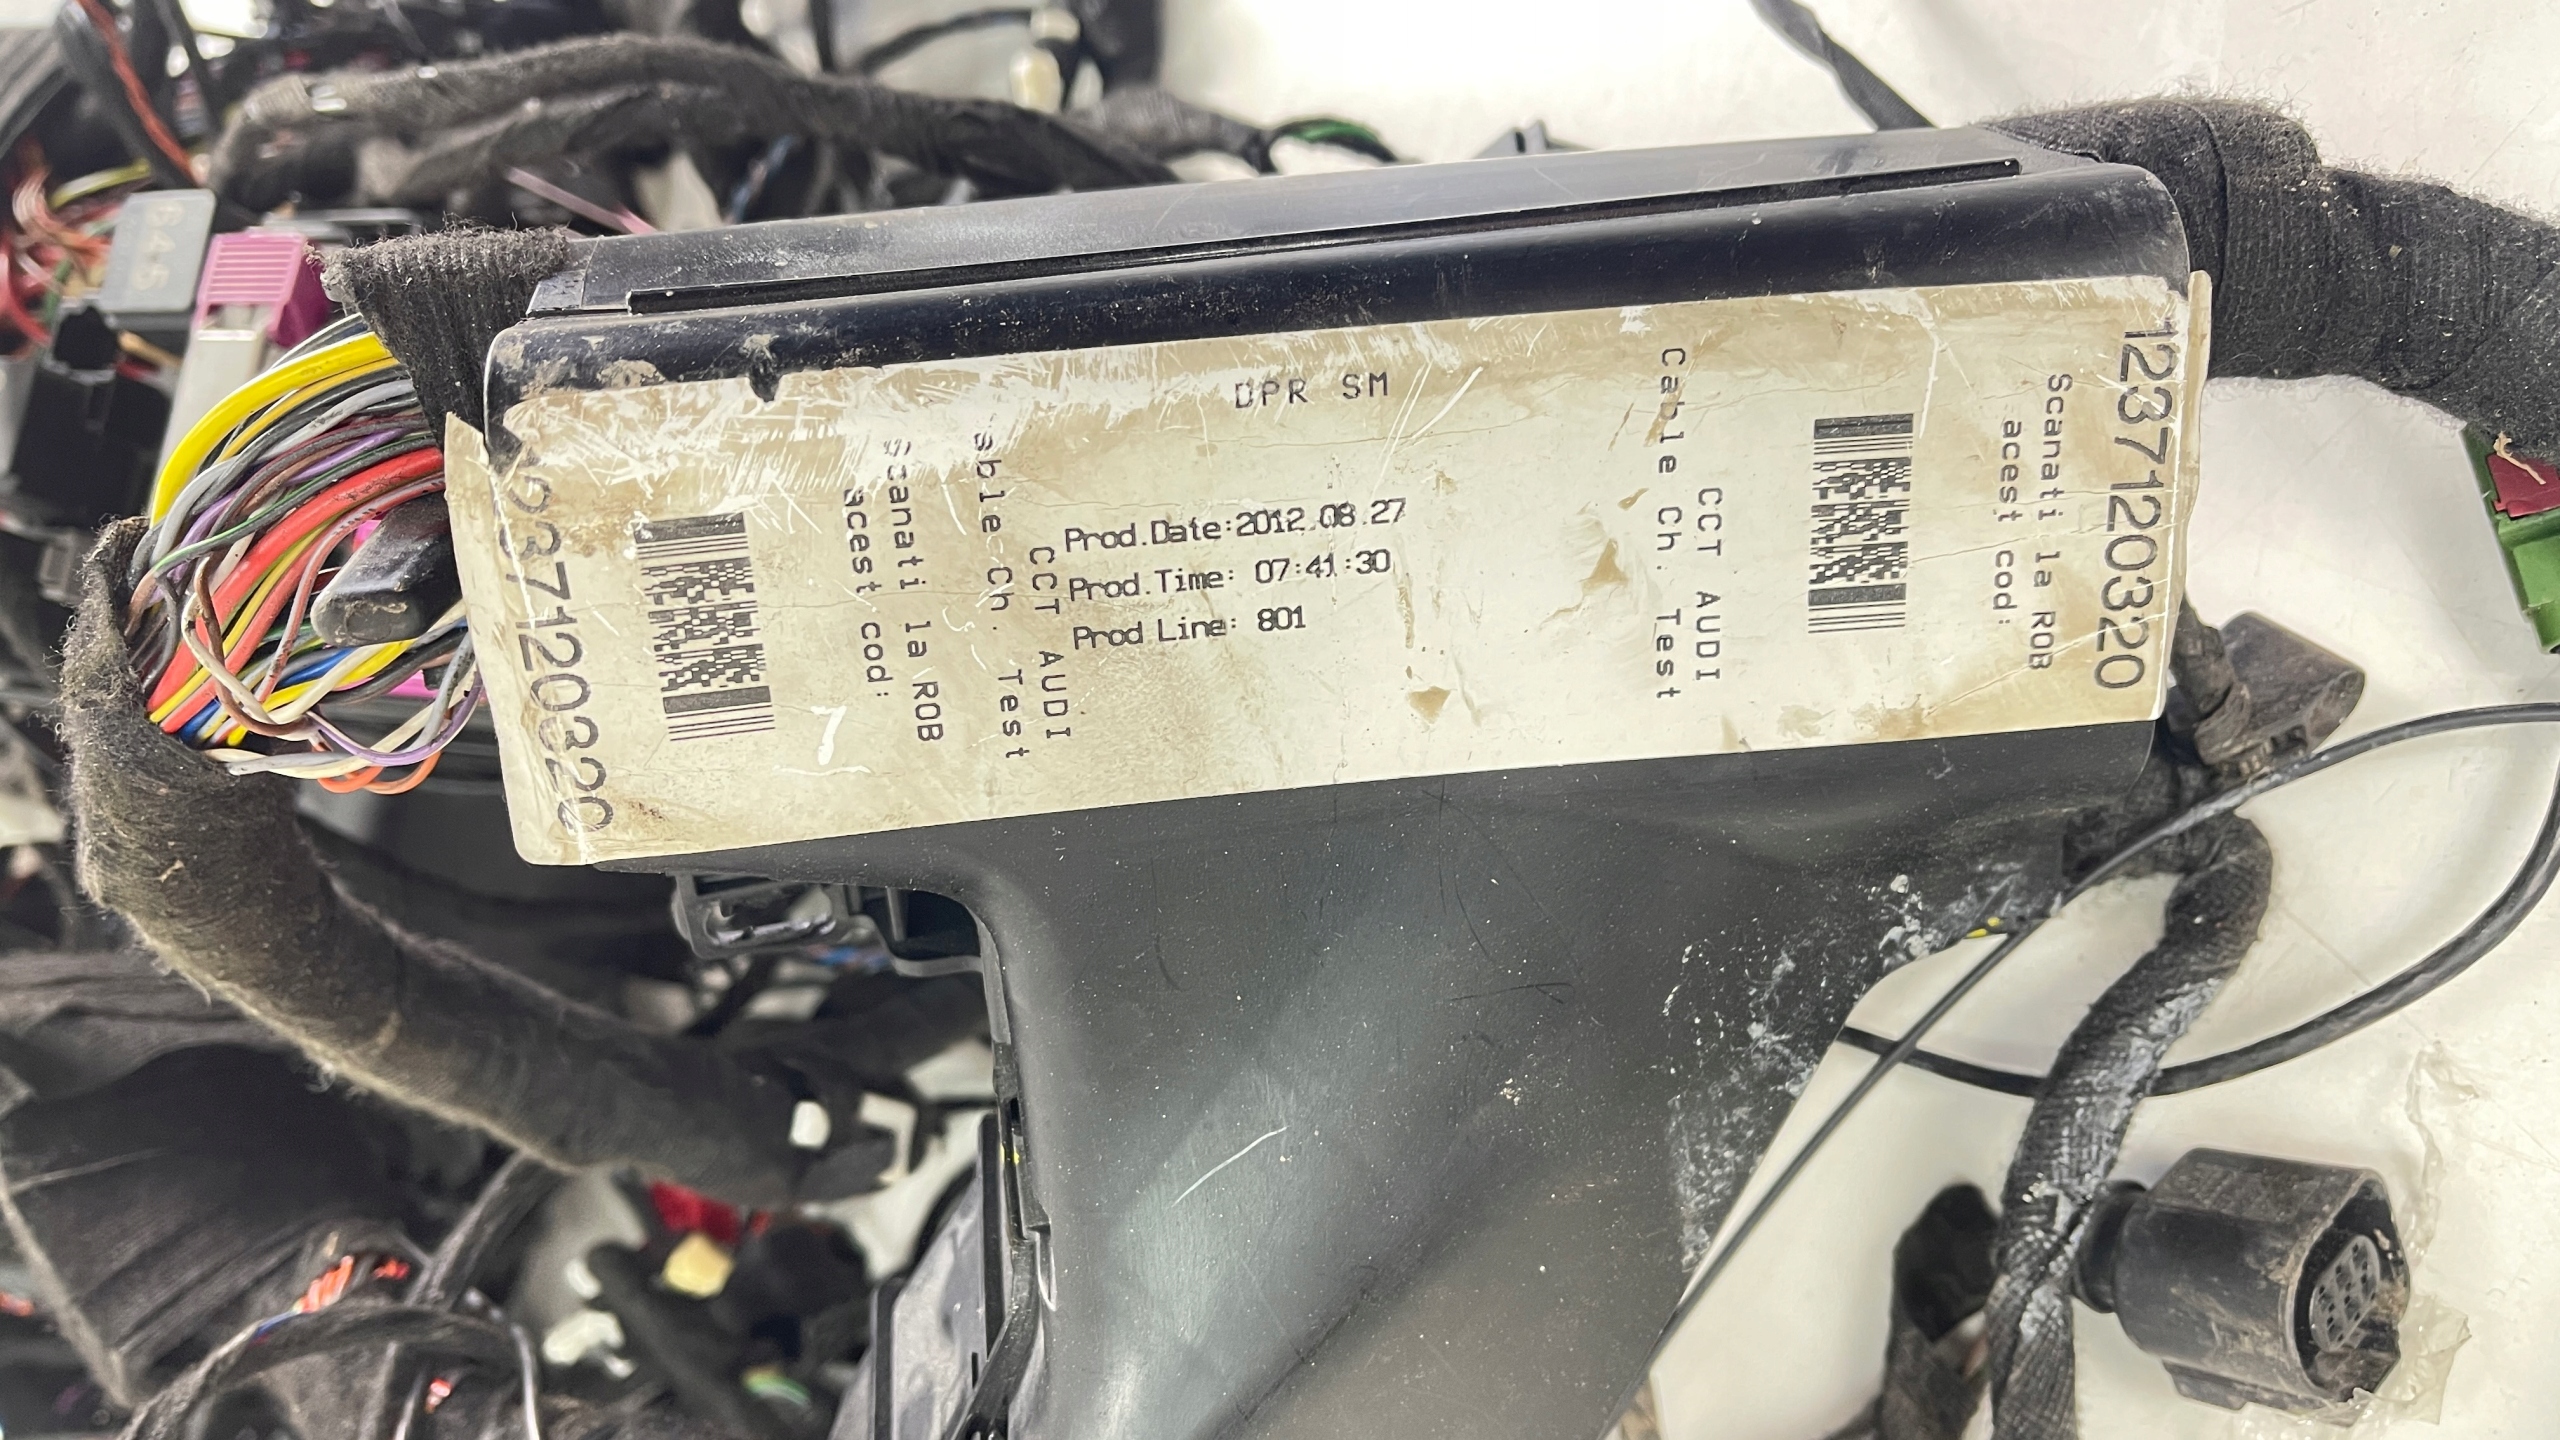 DPR SM
Prod.Date:2012.08.27
Prod.Time: 07:41:30
Prod Line: 801
1237120320
Scanati la ROB
acest cod:
CCT AUDI
Cable Ch. Test
CCT AUDI
able Ch. Test
Scanati la ROB
acest cod:
1237120320